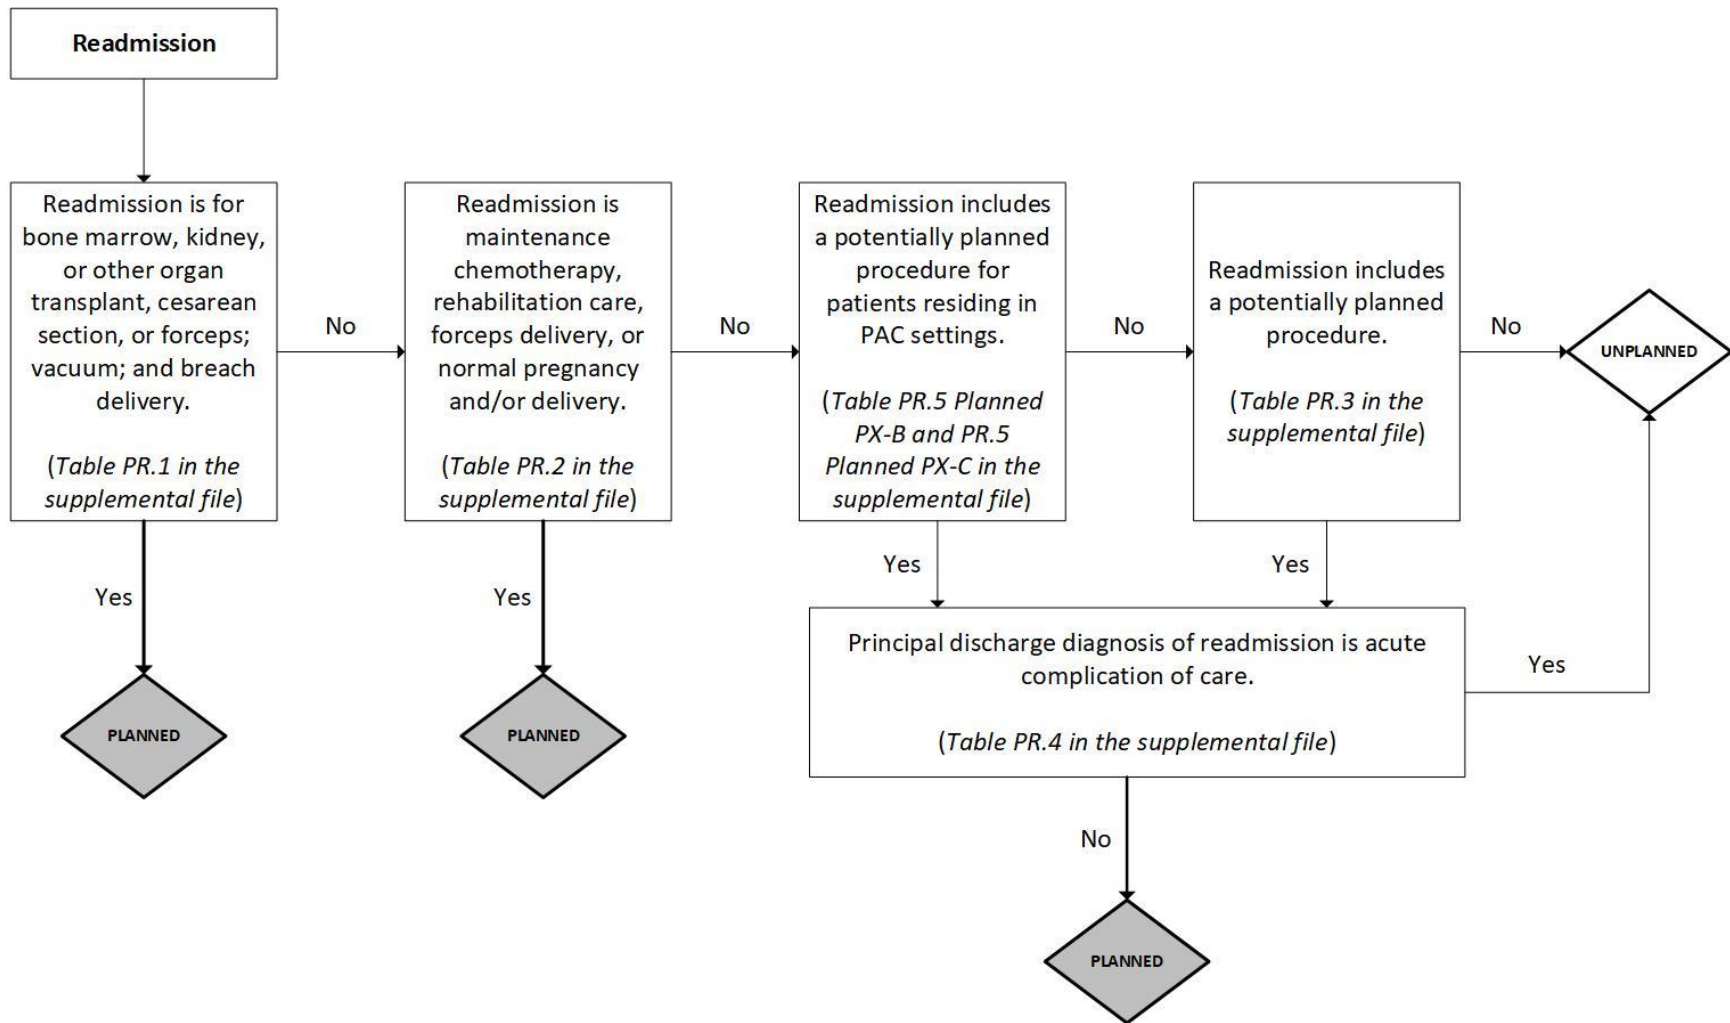 Readmission
Readmission is for
bone marrow, kidney,
or other organ
transplant, cesarean
section, or forceps;
vacuum; and breach
delivery.
(Table PR.1 in the
supplemental file)
No
Readmission is
maintenance
chemotherapy,
rehabilitation care,
forceps delivery, or
normal pregnancy
and/or delivery.
(Table PR.2 in the
supplemental file)
No
Readmission includes
a potentially planned
procedure for
patients residing in
PAC settings.
(Table PR.5 Planned
PX-B and PR.5
Planned PX-C in the
supplemental file)
No
Readmission includes
a potentially planned
procedure.
(Table PR.3 in the
supplemental file)
No
UNPLANNED
Yes
Yes
Yes
Yes
Principal discharge diagnosis of readmission is acute
complication of care.
(Table PR.4 in the supplemental file)
Yes
PLANNED
PLANNED
No
PLANNED